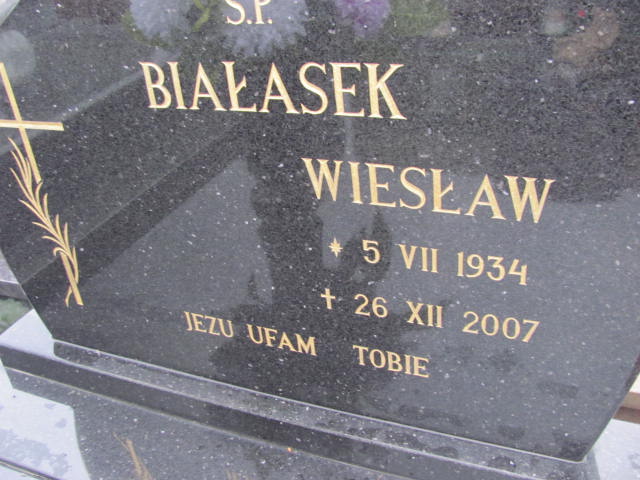 Ś.P.
BIAŁASEK
WIESŁAW
* 5 VII 1934
✝ 26 XII 2007
JEZU UFAM TOBIE